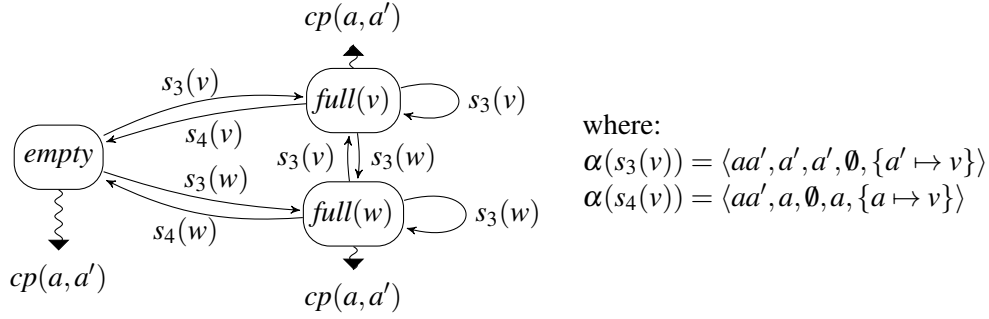 cp(a, a′)
s₃(v)
full(v)
s₃(v)
s₄(v)
empty
s₃(v)
s₃(w)
s₃(w)
full(w)
s₃(w)
s₄(w)
cp(a, a′)
cp(a, a′)
where:
α(s₃(v)) = ⟨aa′, a′, a′, ∅, {a′ ↦ v}⟩
α(s₄(v)) = ⟨aa′, a, ∅, a, {a ↦ v}⟩